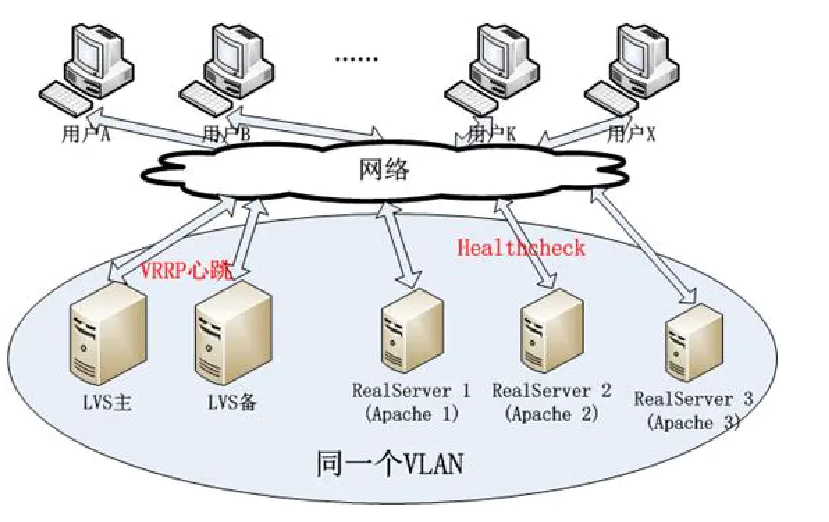 ......
用户A
用户B
用户K
用户X
网络
Healthcheck
VRRP心跳
LVS主
LVS备
RealServer 1
(Apache 1)
RealServer 2
(Apache 2)
RealServer 3
(Apache 3)
同一个VLAN